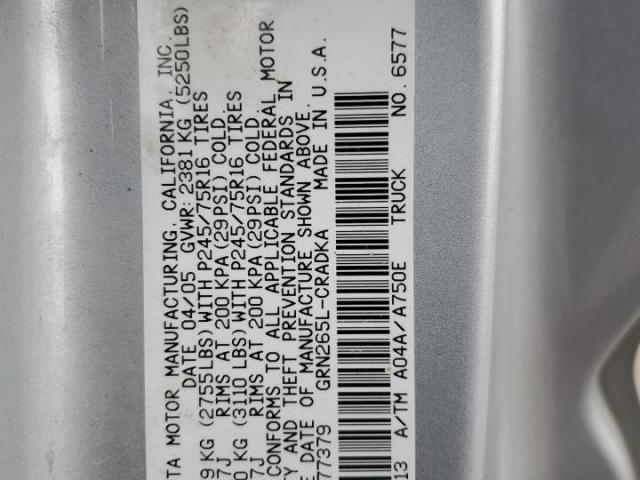 TA MOTOR MANUFACTURING, CALIFORNIA, INC.
DATE 04/05 GVWR: 2381 KG (5250LBS)
9 KG (2755LBS) WITH P245/75R16 TIRES
7J RIMS AT 200 KPA (29PSI) COLD.
0 KG (3110 LBS) WITH P245/75R16 TIRES
7J RIMS AT 200 KPA (29PSI) COLD.
CONFORMS TO ALL APPLICABLE FEDERAL MOTOR
TY AND THEFT PREVENTION STANDARDS IN
E DATE OF MANUFACTURE SHOWN ABOVE.
77379 GRN265L-CRADKA MADE IN U.S.A.
13 A/TM A04A/A750E TRUCK NO. 6577